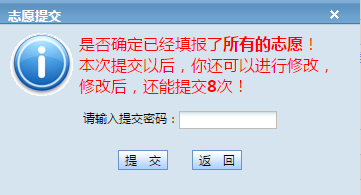 志愿提交
是否确定已经填报了所有的志愿！
本次提交以后，你还可以进行修改，
修改后，还能提交8次！
请输入提交密码：
提 交 返 回